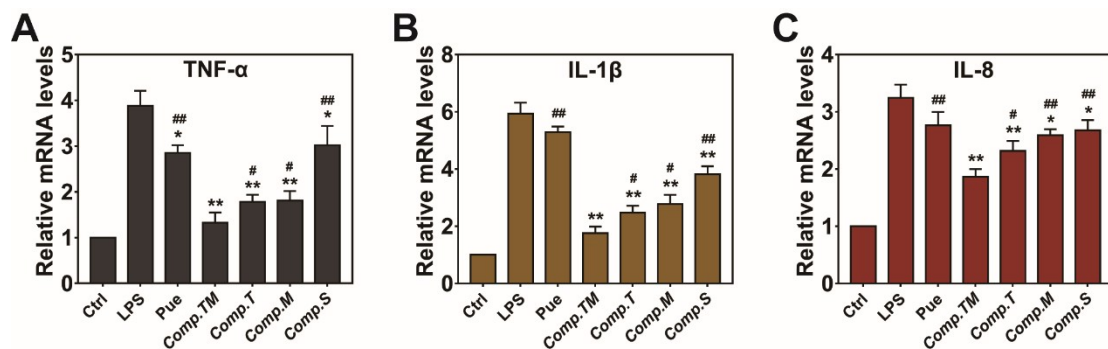 A
TNF-α
Relative mRNA levels
5
4
3
2
1
0
##
*
**
#
**
#
**
##
*
Ctrl
LPS
Pue
Comp.TM
Comp.T
Comp.M
Comp.S
B
IL-1β
Relative mRNA levels
8
6
4
2
0
##
**
#
**
#
**
##
**
Ctrl
LPS
Pue
Comp.TM
Comp.T
Comp.M
Comp.S
C
IL-8
Relative mRNA levels
4
3
2
1
0
##
**
#
**
##
*
##
*
Ctrl
LPS
Pue
Comp.TM
Comp.T
Comp.M
Comp.S